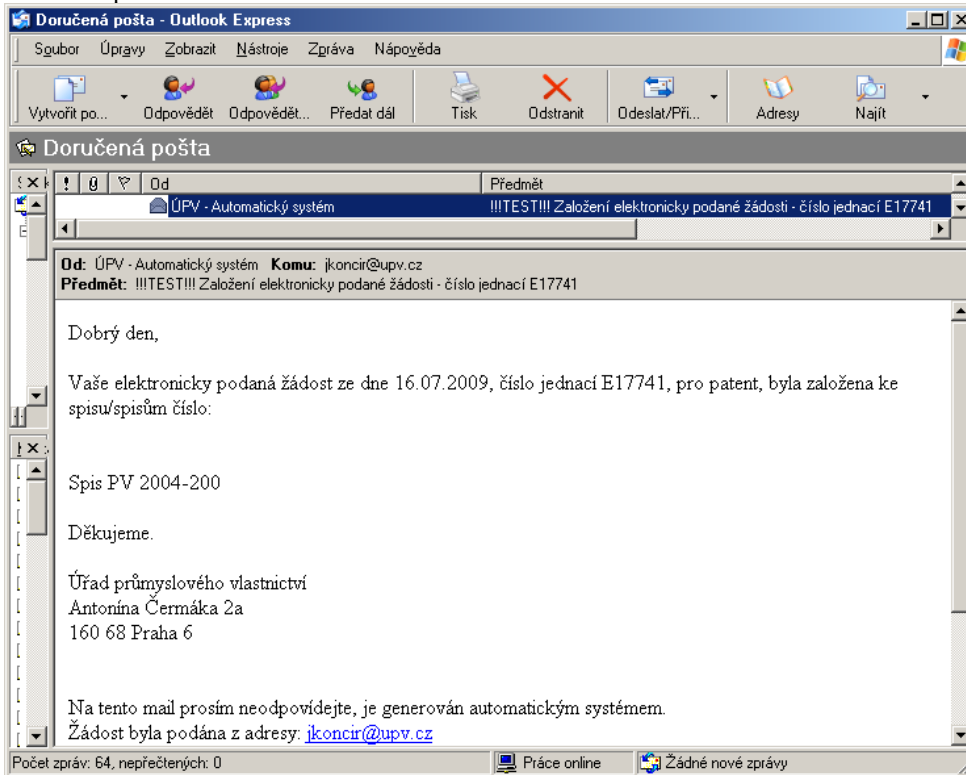 Doručená pošta - Outlook Express
Soubor Úpravy Zobrazit Nástroje Zpráva Nápověda
Vytvořit po... Odpovědět Odpovědět... Předat dál Tisk Odstranit Odeslat/Při... Adresy Najít
Doručená pošta
! Od Předmět
ÚPV - Automatický systém !!!TEST!!! Založení elektronicky podané žádosti - číslo jednací E17741
Od: ÚPV - Automatický systém Komu: jkoncir@upv.cz
Předmět: !!!TEST!!! Založení elektronicky podané žádosti - číslo jednací E17741
Dobrý den,
Vaše elektronicky podaná žádost ze dne 16.07.2009, číslo jednací E17741, pro patent, byla založena ke
spisu/spisům číslo:
Spis PV 2004-200
Děkujeme.
Úřad průmyslového vlastnictví
Antonína Čermáka 2a
160 68 Praha 6
Na tento mail prosím neodpovídejte, je generován automatickým systémem.
Žádost byla podána z adresy: jkoncir@upv.cz
Počet zpráv: 64, nepřečtených: 0 Práce online Žádné nové zprávy